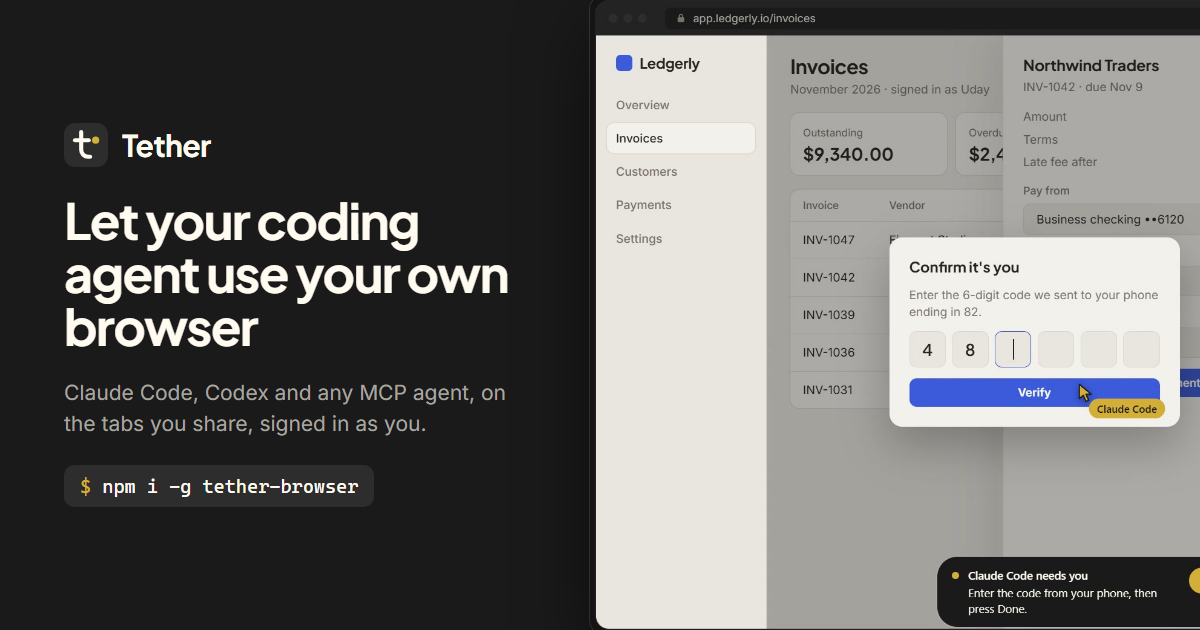 Tether
Let your coding
agent use your own
browser
Claude Code, Codex and any MCP agent, on
the tabs you share, signed in as you.
$ npm i -g tether-browser
app.ledgerly.io/invoices
Ledgerly
Overview
Invoices
Customers
Payments
Settings
Invoices
November 2026 · signed in as Uday
Outstanding
$9,340.00
Invoice
Vendor
INV-1047
INV-1042
INV-1039
INV-1036
INV-1031
Northwind Traders
INV-1042 · due Nov 9
Amount
Terms
Late fee after
Pay from
Business checking ••6120
Confirm it's you
Enter the 6-digit code we sent to your phone
ending in 82.
4 8
Verify
Claude Code
Claude Code needs you
Enter the code from your phone, then
press Done.